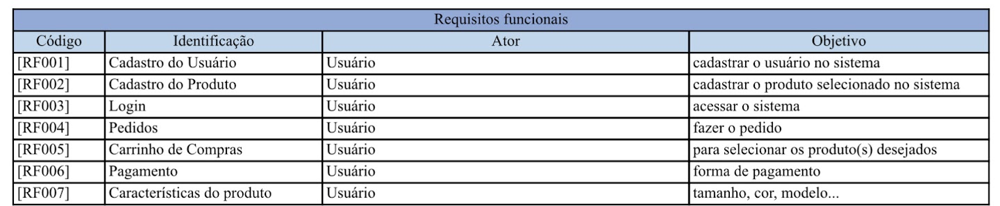 Requisitos funcionais
Código Identificação Ator Objetivo
[RF001] Cadastro do Usuário Usuário cadastrar o usuário no sistema
[RF002] Cadastro do Produto Usuário cadastrar o produto selecionado no sistema
[RF003] Login Usuário acessar o sistema
[RF004] Pedidos Usuário fazer o pedido
[RF005] Carrinho de Compras Usuário para selecionar os produto(s) desejados
[RF006] Pagamento Usuário forma de pagamento
[RF007] Características do produto Usuário tamanho, cor, modelo...